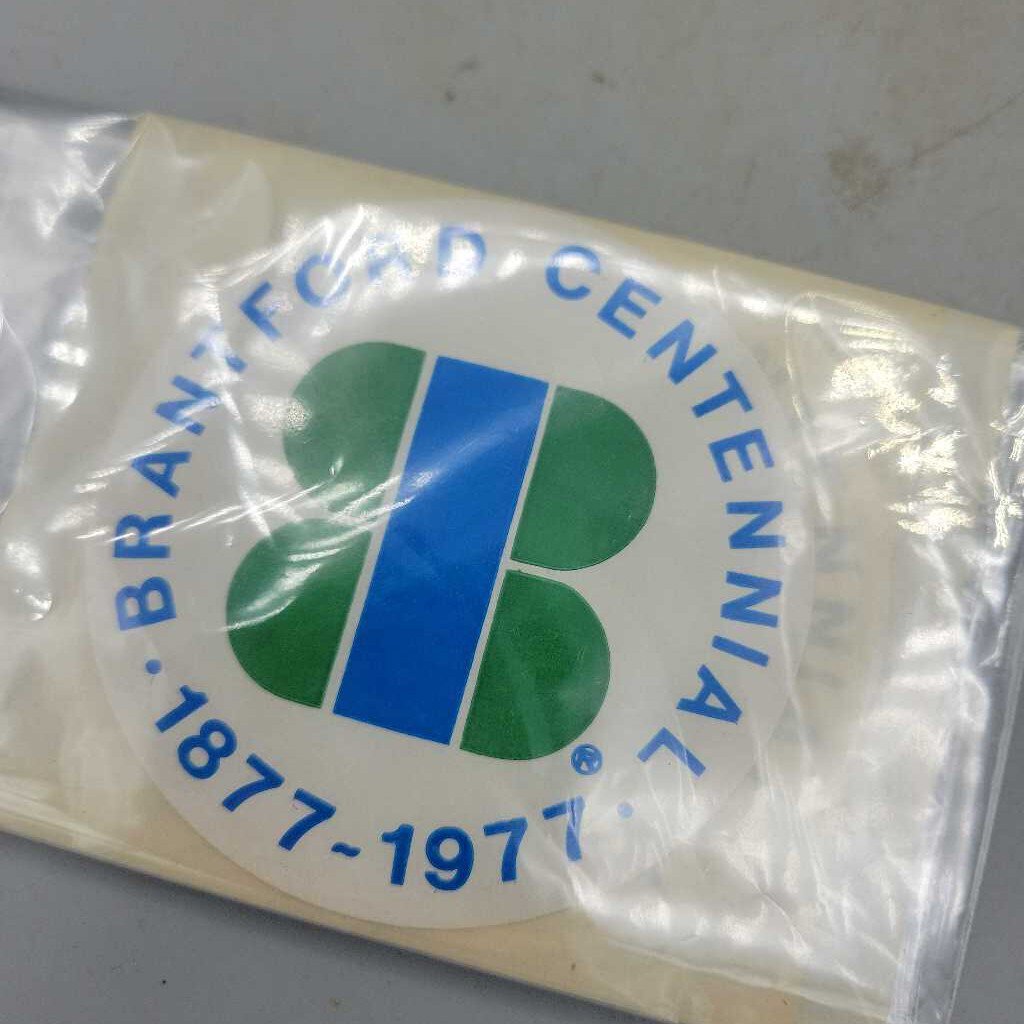 BRANTFORD CENTENNIAL
· 1877-1977 ·
®